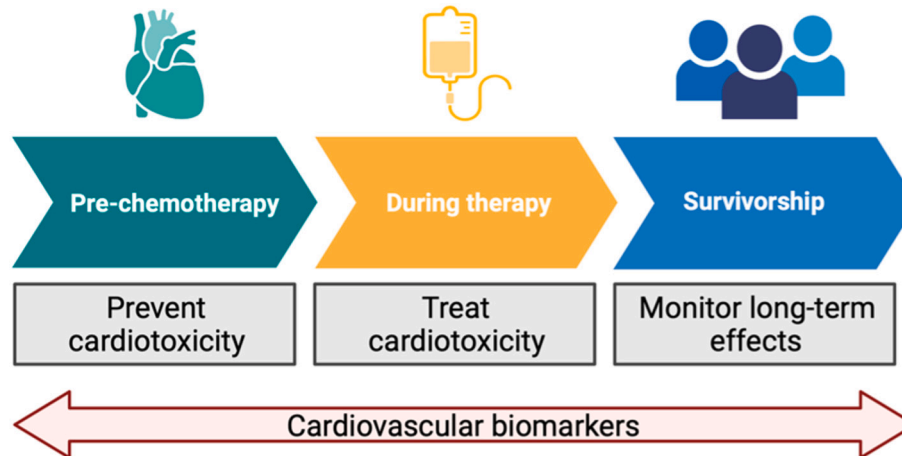 Pre-chemotherapy
During therapy
Survivorship
Prevent
cardiotoxicity
Treat
cardiotoxicity
Monitor long-term
effects
Cardiovascular biomarkers